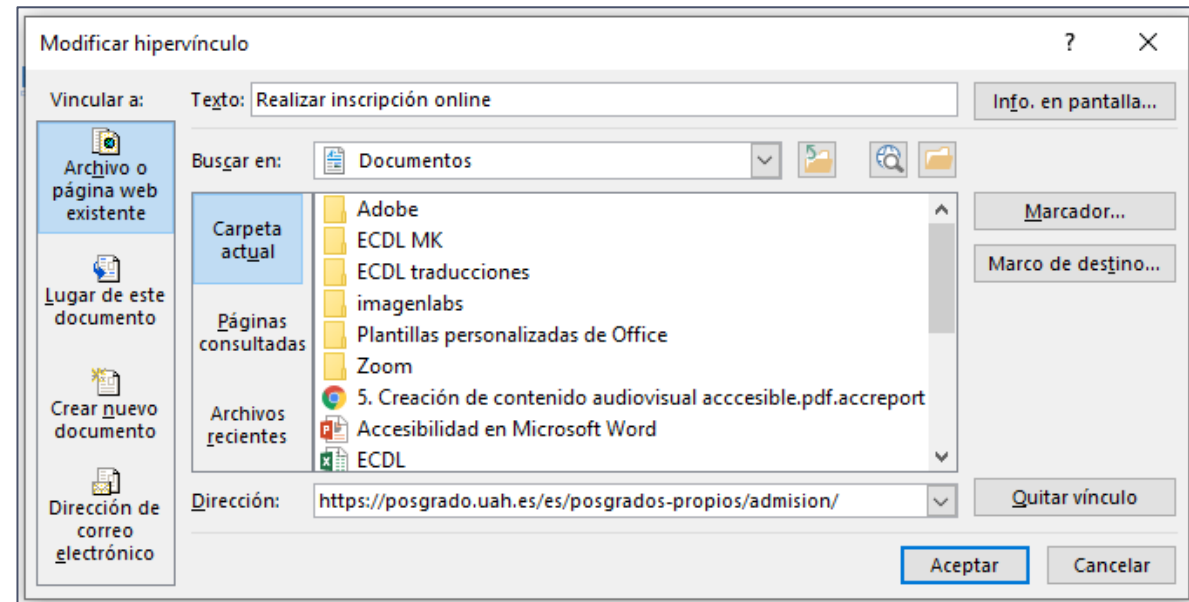 Modificar hipervínculo
?
Vincular a:
Texto: Realizar inscripción online
Info. en pantalla...
Archivo o
página web
existente
Lugar de este
documento
Crear nuevo
documento
Dirección de
correo
electrónico
Buscar en:
Documentos
Carpeta
actual
Páginas
consultadas
Archivos
recientes
Adobe
ECDL MK
ECDL traducciones
imagenlabs
Plantillas personalizadas de Office
Zoom
5. Creación de contenido audiovisual acccesible.pdf.accreport
Accesibilidad en Microsoft Word
ECDL
Marcador...
Marco de destino...
Dirección: https://posgrado.uah.es/es/posgrados-propios/admision/
Quitar vínculo
Aceptar
Cancelar